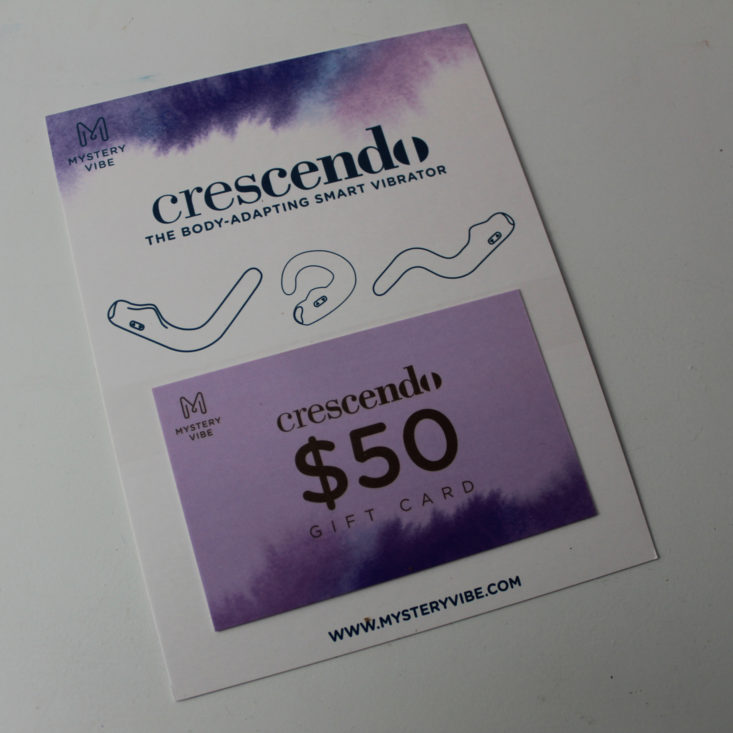 MYSTERY
VIBE
crescendo
THE BODY-ADAPTING SMART VIBRATOR
MYSTERY
VIBE
crescendo
$50
GIFT CARD
WWW.MYSTERYVIBE.COM